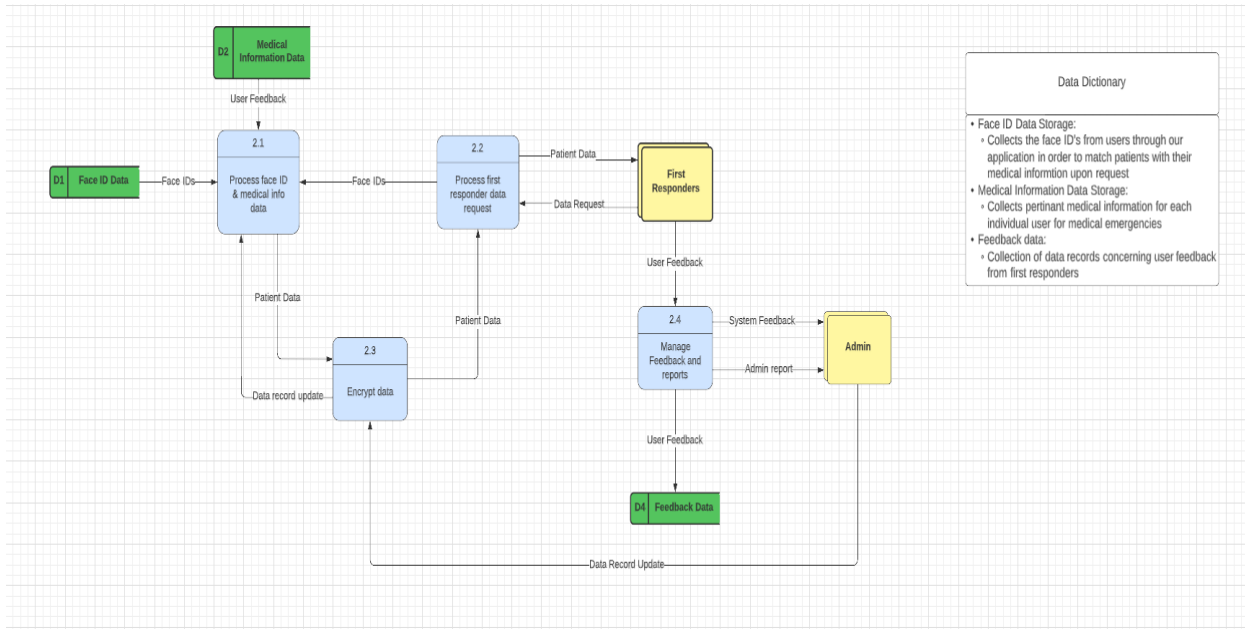 D2
Medical
Information Data
User Feedback
2.1
Process face ID
& medical info
data
D1
Face ID Data
Face IDs
Face IDs
2.2
Process first
responder data
request
Patient Data
Data Request
First
Responders
User Feedback
Patient Data
Patient Data
2.3
Encrypt data
Data record update
2.4
Manage
Feedback and
reports
System Feedback
Admin report
Admin
User Feedback
D4
Feedback Data
Data Record Update
Data Dictionary
• Face ID Data Storage:
◦ Collects the face ID's from users through our
application in order to match patients with their
medical informtion upon request
• Medical Information Data Storage:
◦ Collects pertinant medical information for each
individual user for medical emergencies
• Feedback data:
◦ Collection of data records concerning user feedback
from first responders